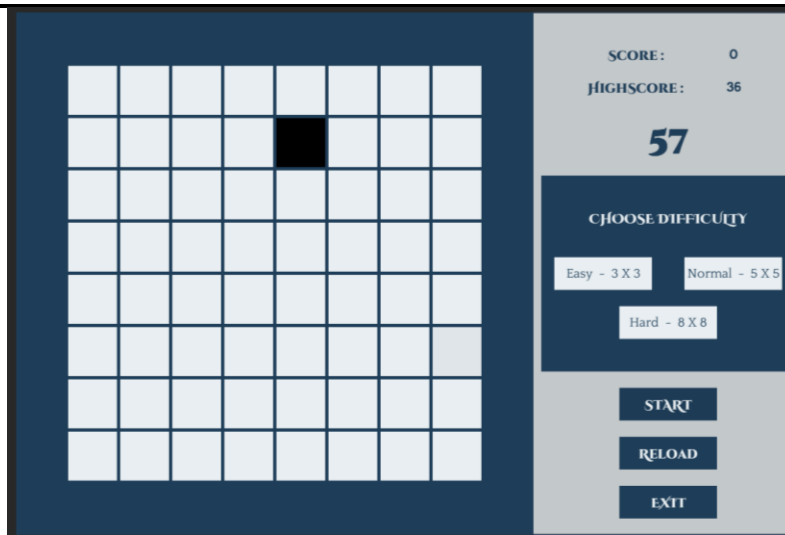 SCORE: 0
HIGHSCORE: 36
57
CHOOSE DIFFICULTY
Easy - 3 X 3 Normal - 5 X 5
Hard - 8 X 8
START
RELOAD
EXIT